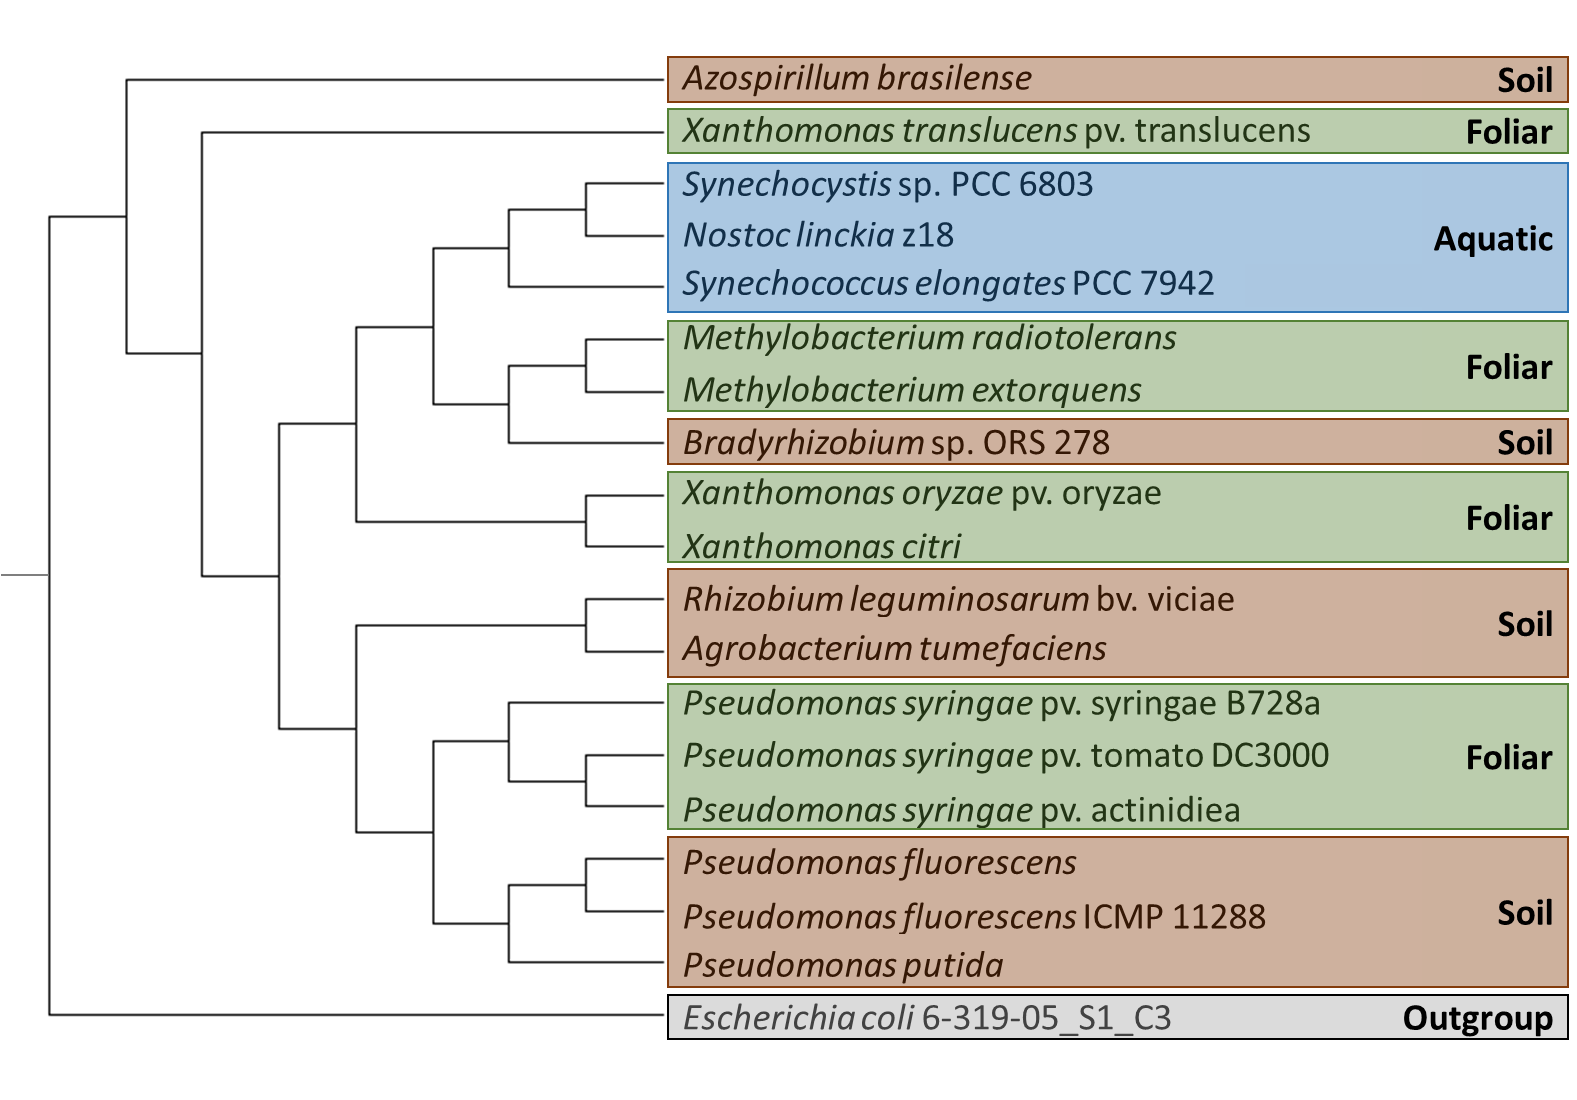 Azospirillum brasilense Soil
Xanthomonas translucens pv. translucens Foliar
Synechocystis sp. PCC 6803
Nostoc linckia z18 Aquatic
Synechococcus elongates PCC 7942
Methylobacterium radiotolerans
Foliar
Methylobacterium extorquens
Bradyrhizobium sp. ORS 278 Soil
Xanthomonas oryzae pv. oryzae
Foliar
Xanthomonas citri
Rhizobium leguminosarum bv. viciae
Soil
Agrobacterium tumefaciens
Pseudomonas syringae pv. syringae B728a
Pseudomonas syringae pv. tomato DC3000 Foliar
Pseudomonas syringae pv. actinidiea
Pseudomonas fluorescens
Pseudomonas fluorescens ICMP 11288 Soil
Pseudomonas putida
Escherichia coli 6-319-05_S1_C3 Outgroup